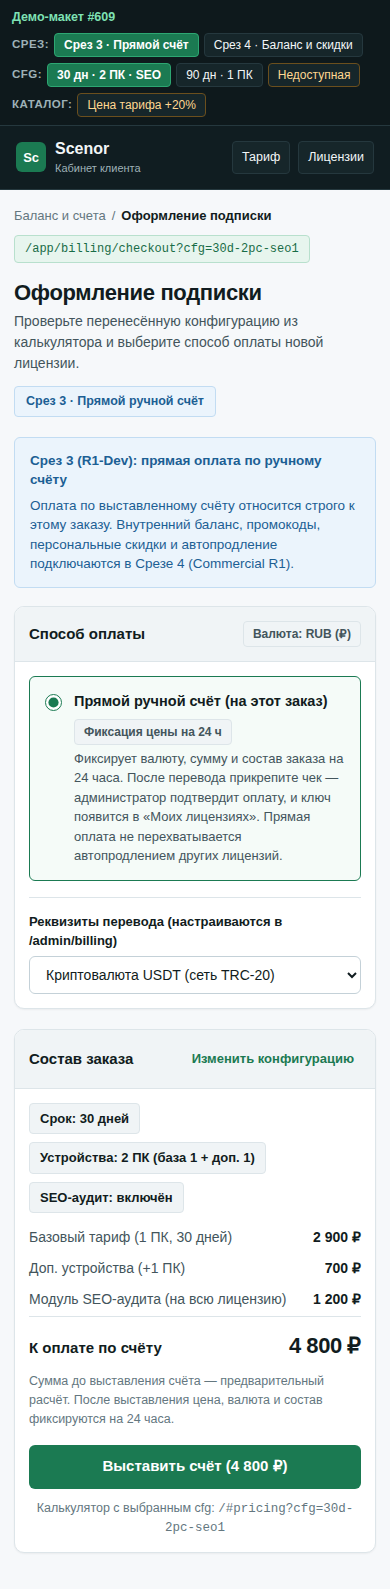 Демо-макет #609
СРЕЗ: Срез 3 · Прямой счёт Срез 4 · Баланс и скидки
CFG: 30 дн · 2 ПК · SEO 90 дн · 1 ПК Недоступная
КАТАЛОГ: Цена тарифа +20%
Sc Scenor
Кабинет клиента
Тариф Лицензии
Баланс и счета / Оформление подписки
/app/billing/checkout?cfg=30d-2pc-seo1
Оформление подписки
Проверьте перенесённую конфигурацию из
калькулятора и выберите способ оплаты новой
лицензии.
Срез 3 · Прямой ручной счёт
Срез 3 (R1-Dev): прямая оплата по ручному
счёту
Оплата по выставленному счёту относится строго к
этому заказу. Внутренний баланс, промокоды,
персональные скидки и автопродление
подключаются в Срезе 4 (Commercial R1).
Способ оплаты Валюта: RUB (₽)
Прямой ручной счёт (на этот заказ)
Фиксация цены на 24 ч
Фиксирует валюту, сумму и состав заказа на
24 часа. После перевода прикрепите чек —
администратор подтвердит оплату, и ключ
появится в «Моих лицензиях». Прямая
оплата не перехватывается
автопродлением других лицензий.
Реквизиты перевода (настраиваются в
/admin/billing)
Криптовалюта USDT (сеть TRC-20)
Состав заказа Изменить конфигурацию
Срок: 30 дней
Устройства: 2 ПК (база 1 + доп. 1)
SEO-аудит: включён
Базовый тариф (1 ПК, 30 дней) 2 900 ₽
Доп. устройства (+1 ПК) 700 ₽
Модуль SEO-аудита (на всю лицензию) 1 200 ₽
К оплате по счёту 4 800 ₽
Сумма до выставления счёта — предварительный
расчёт. После выставления цена, валюта и состав
фиксируются на 24 часа.
Выставить счёт (4 800 ₽)
Калькулятор с выбранным cfg: /#pricing?cfg=30d-
2pc-seo1